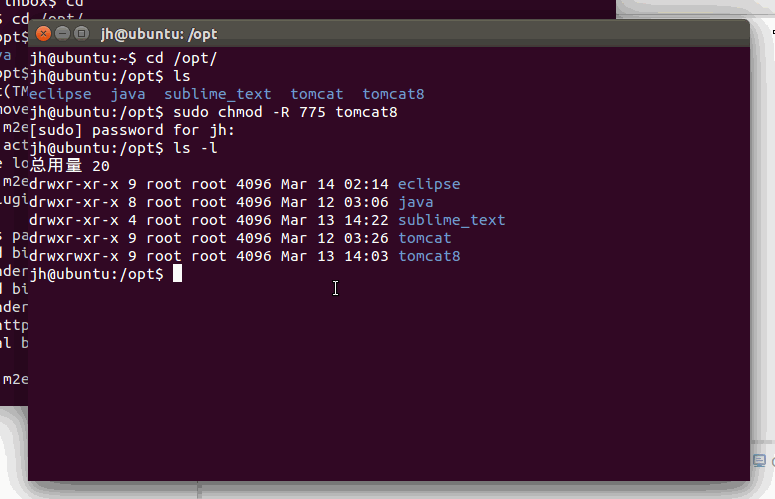 inbox$ cd
$ cd /opt/
jh@ubuntu: /opt
jh@ubuntu:~$ cd /opt/
jh@ubuntu:/opt$ ls
eclipse java sublime_text tomcat tomcat8
jh@ubuntu:/opt$ sudo chmod -R 775 tomcat8
[sudo] password for jh:
jh@ubuntu:/opt$ ls -l
总用量 20
drwxr-xr-x 9 root root 4096 Mar 14 02:14 eclipse
drwxr-xr-x 8 root root 4096 Mar 12 03:06 java
drwxr-xr-x 4 root root 4096 Mar 13 14:22 sublime_text
drwxr-xr-x 9 root root 4096 Mar 12 03:26 tomcat
drwxrwxr-x 9 root root 4096 Mar 13 14:03 tomcat8
jh@ubuntu:/opt$